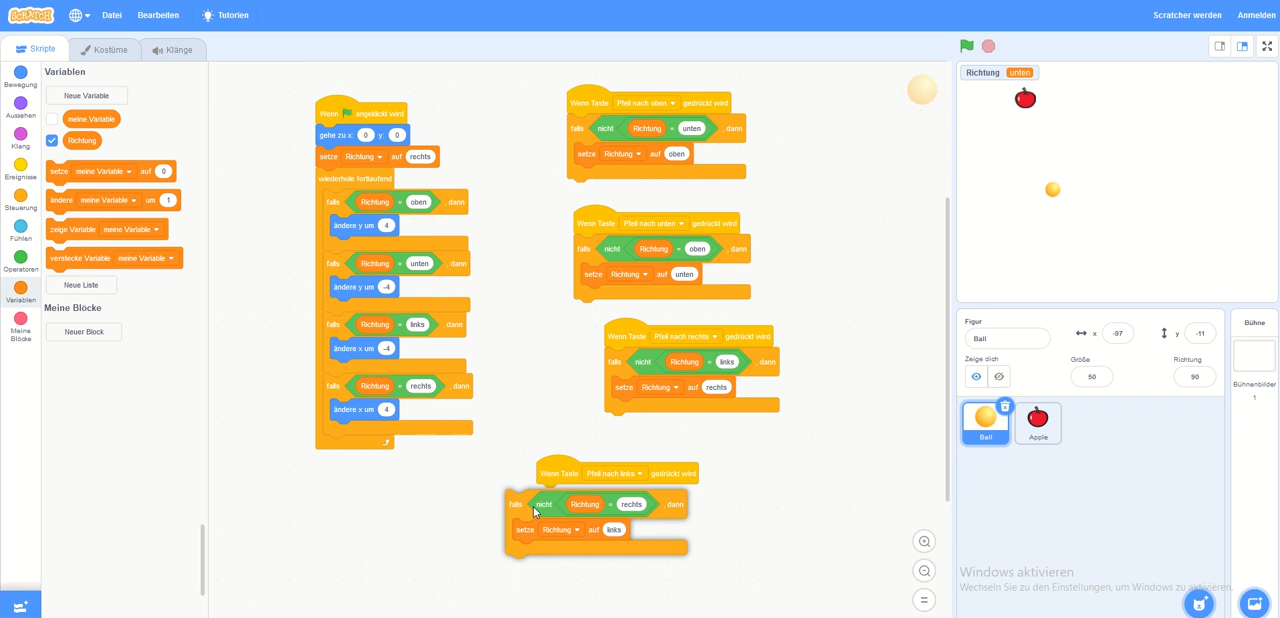 SCRATCH
Datei
Bearbeiten
Tutorien
Scratcher werden
Anmelden
Skripte
Kostüme
Klänge
Bewegung
Aussehen
Klang
Ereignisse
Steuerung
Fühlen
Operatoren
Variablen
Meine
Blöcke
Variablen
Neue Variable
meine Variable
Richtung
setze meine Variable auf 0
ändere meine Variable um 1
zeige Variable meine Variable
verstecke Variable meine Variable
Neue Liste
Meine Blöcke
Neuer Block
Wenn angeklickt wird
gehe zu x: 0 y: 0
setze Richtung auf rechts
wiederhole fortlaufend
falls Richtung = oben , dann
ändere y um 4
falls Richtung = unten , dann
ändere y um -4
falls Richtung = links , dann
ändere x um -4
falls Richtung = rechts , dann
ändere x um 4
Wenn Taste Pfeil nach oben gedrückt wird
falls nicht Richtung = unten , dann
setze Richtung auf oben
Wenn Taste Pfeil nach unten gedrückt wird
falls nicht Richtung = oben , dann
setze Richtung auf unten
Wenn Taste Pfeil nach rechts gedrückt wird
falls nicht Richtung = links , dann
setze Richtung auf rechts
Wenn Taste Pfeil nach links gedrückt wird
falls nicht Richtung = rechts , dann
setze Richtung auf links
Richtung unten
Figur
Ball
x -97
y -11
Zeige dich
Größe
50
Richtung
90
Ball
Apple
Bühne
Bühnenbilder
1
Windows aktivieren
Wechseln Sie zu den Einstellungen, um Windows zu aktivieren.